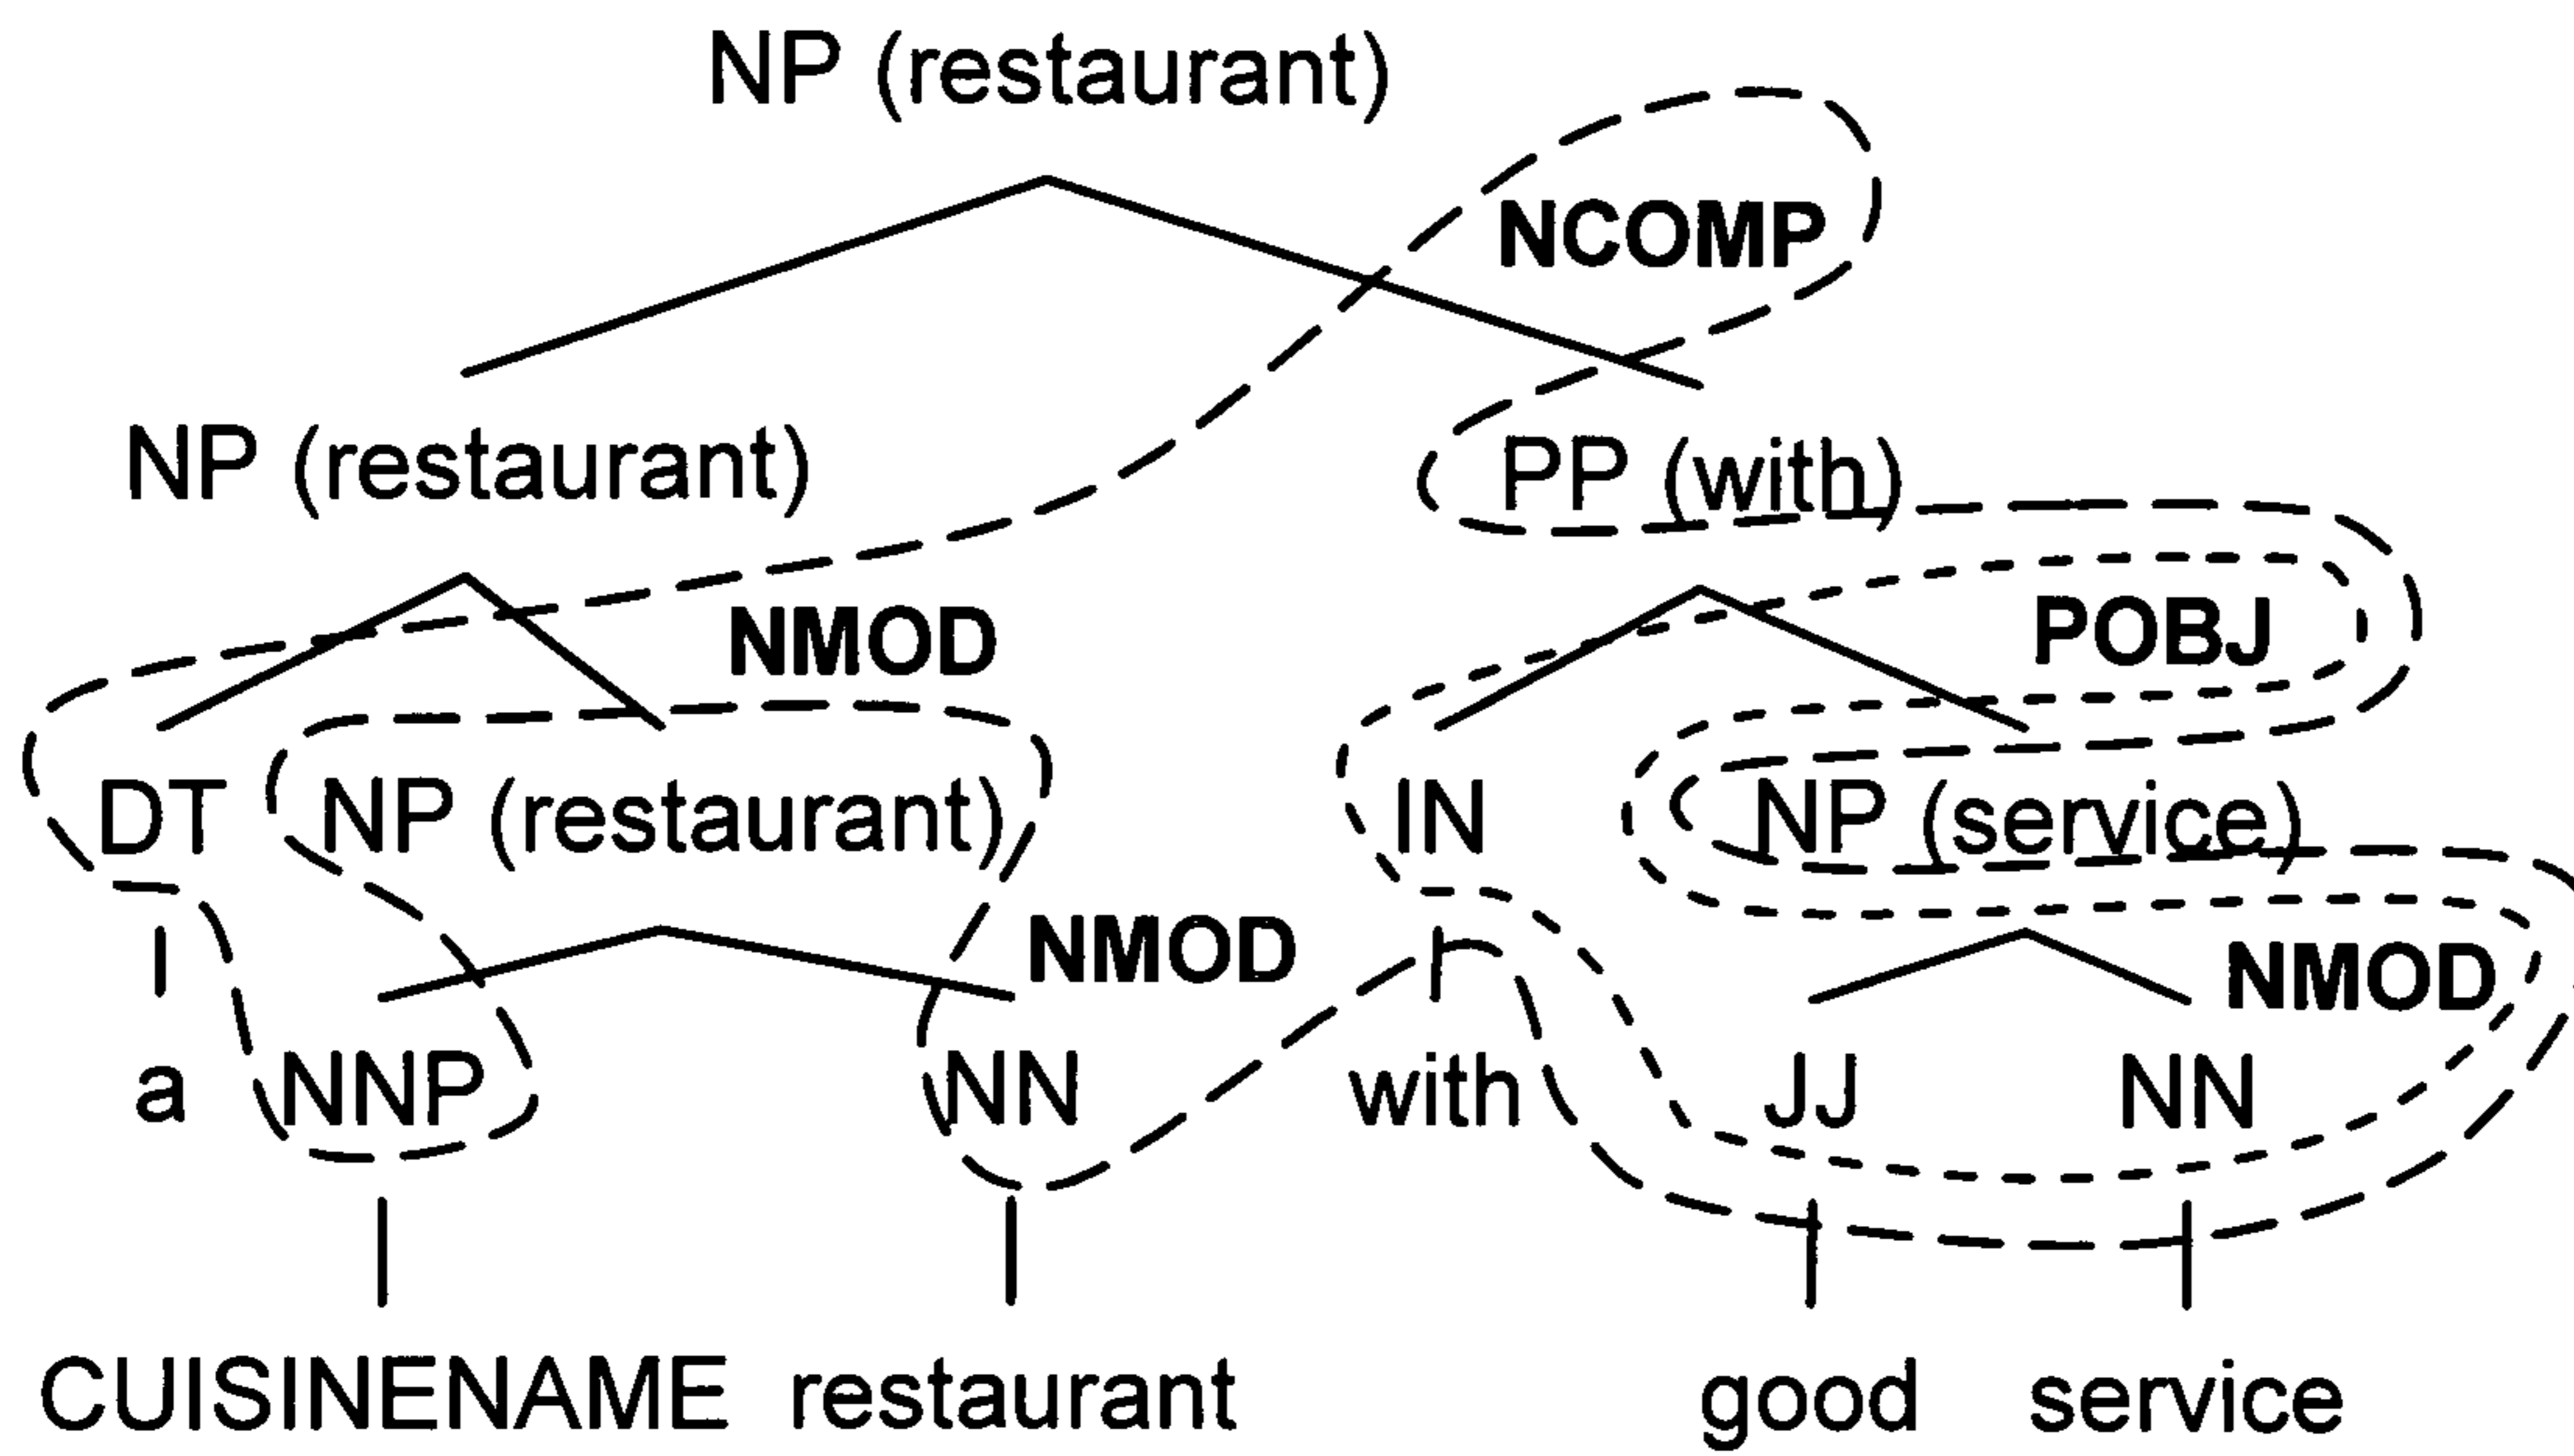 NP (restaurant)
NCOMP
NP (restaurant) PP (with)
NMOD POBJ
DT NP (restaurant) IN NP (service)
NMOD NMOD
a NNP NN with JJ NN
CUISINENAME restaurant good service